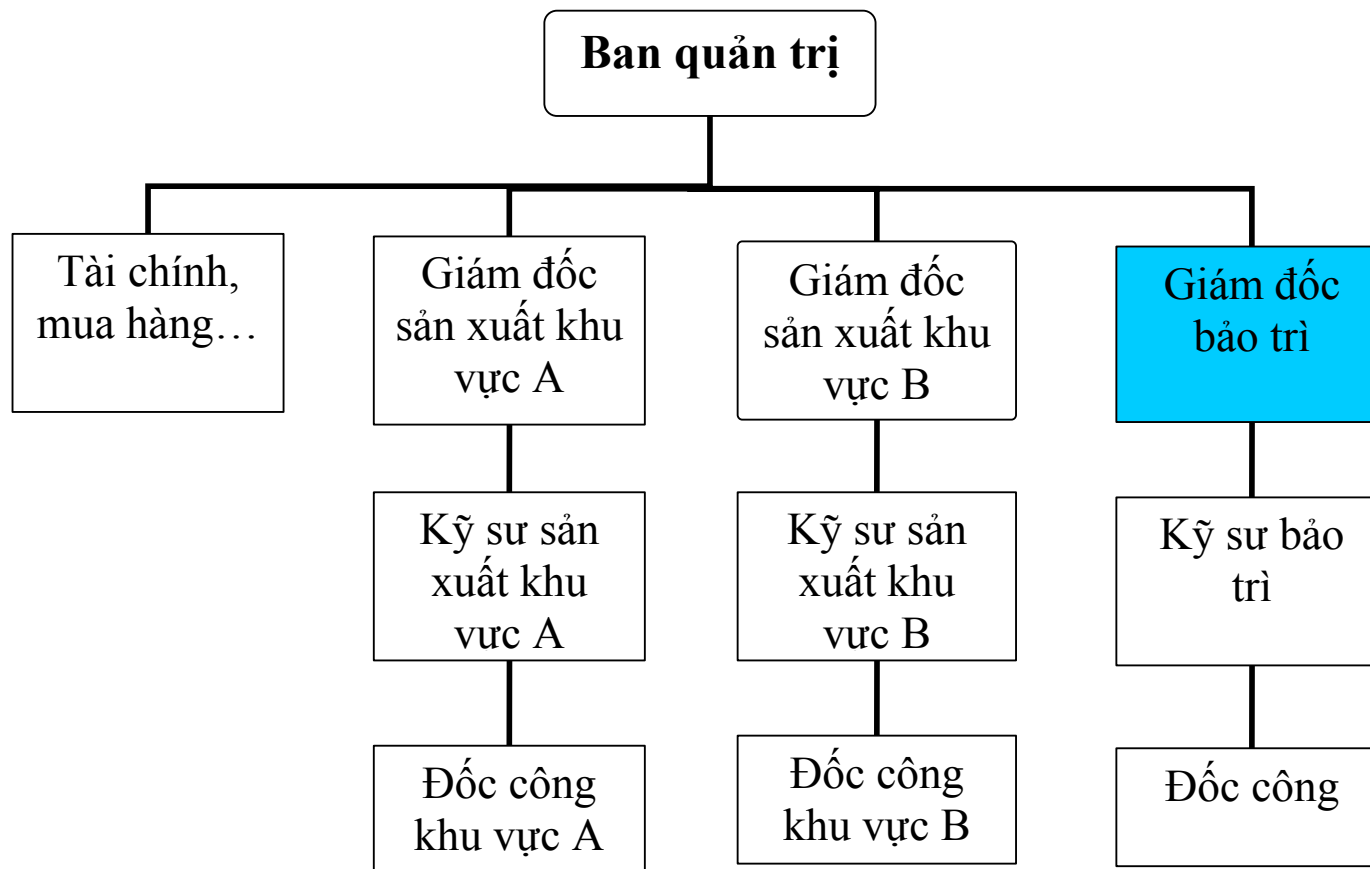 Ban quản trị
Tài chính,
mua hàng…
Giám đốc
sản xuất khu
vực A
Giám đốc
sản xuất khu
vực B
Giám đốc
bảo trì
Kỹ sư sản
xuất khu
vưc A
Kỹ sư sản
xuất khu
vưc B
Kỹ sư bảo
trì
Đốc công
khu vực A
Đốc công
khu vực B
Đốc công